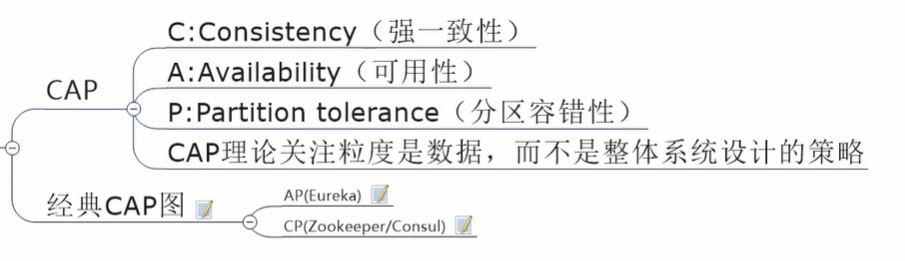 C:Consistency（强一致性）
A:Availability（可用性）
CAP
P:Partition tolerance（分区容错性）
CAP理论关注粒度是数据，而不是整体系统设计的策略
经典CAP图
AP(Eureka)
CP(Zookeeper/Consul)